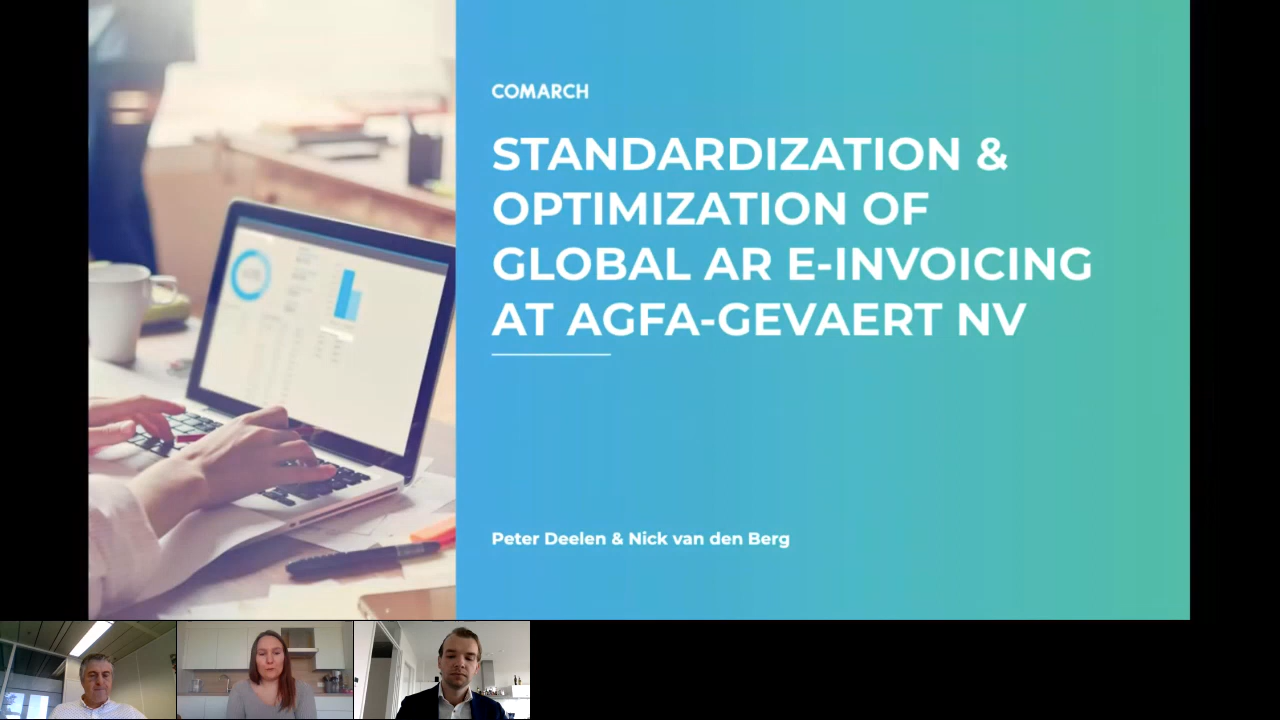 COMARCH
STANDARDIZATION &
OPTIMIZATION OF
GLOBAL AR E-INVOICING
AT AGFA-GEVAERT NV
Peter Deelen & Nick van den Berg